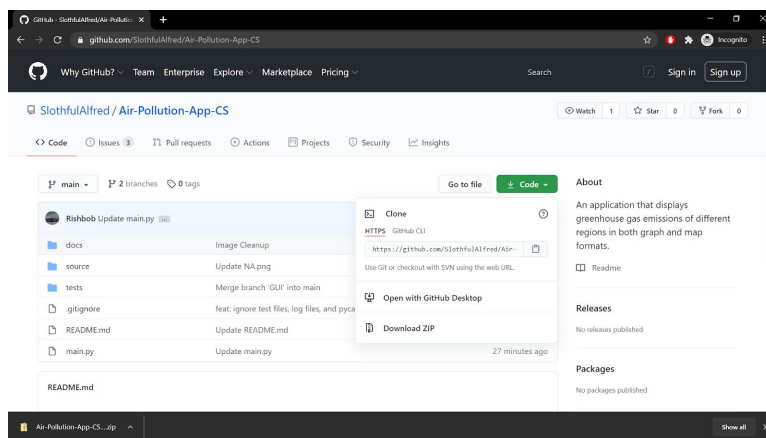 GitHub - SlothfulAlfred/Air-Pollutio
github.com/SlothfulAlfred/Air-Pollution-App-CS
Incognito
Why GitHub? Team Enterprise Explore Marketplace Pricing
Search
/
Sign in
Sign up
SlothfulAlfred / Air-Pollution-App-CS
Watch 1
Star 0
Fork 0
Code
Issues 3
Pull requests
Actions
Projects
Security
Insights
main
2 branches
0 tags
Go to file
Code
Rishbob Update main.py ...
docs Image Cleanup
source Update NA.png
tests Merge branch 'GUI' into main
.gitignore feat: ignore test files, log files, and pyca
README.md Update README.md
main.py Update main.py 27 minutes ago
README.md
Clone
HTTPS GitHub CLI
https://github.com/SlothfulAlfred/Air-
Use Git or checkout with SVN using the web URL.
Open with GitHub Desktop
Download ZIP
About
An application that displays
greenhouse gas emissions of different
regions in both graph and map
formats.
Readme
Releases
No releases published
Packages
No packages published
Air-Pollution-App-CS....zip
Show all